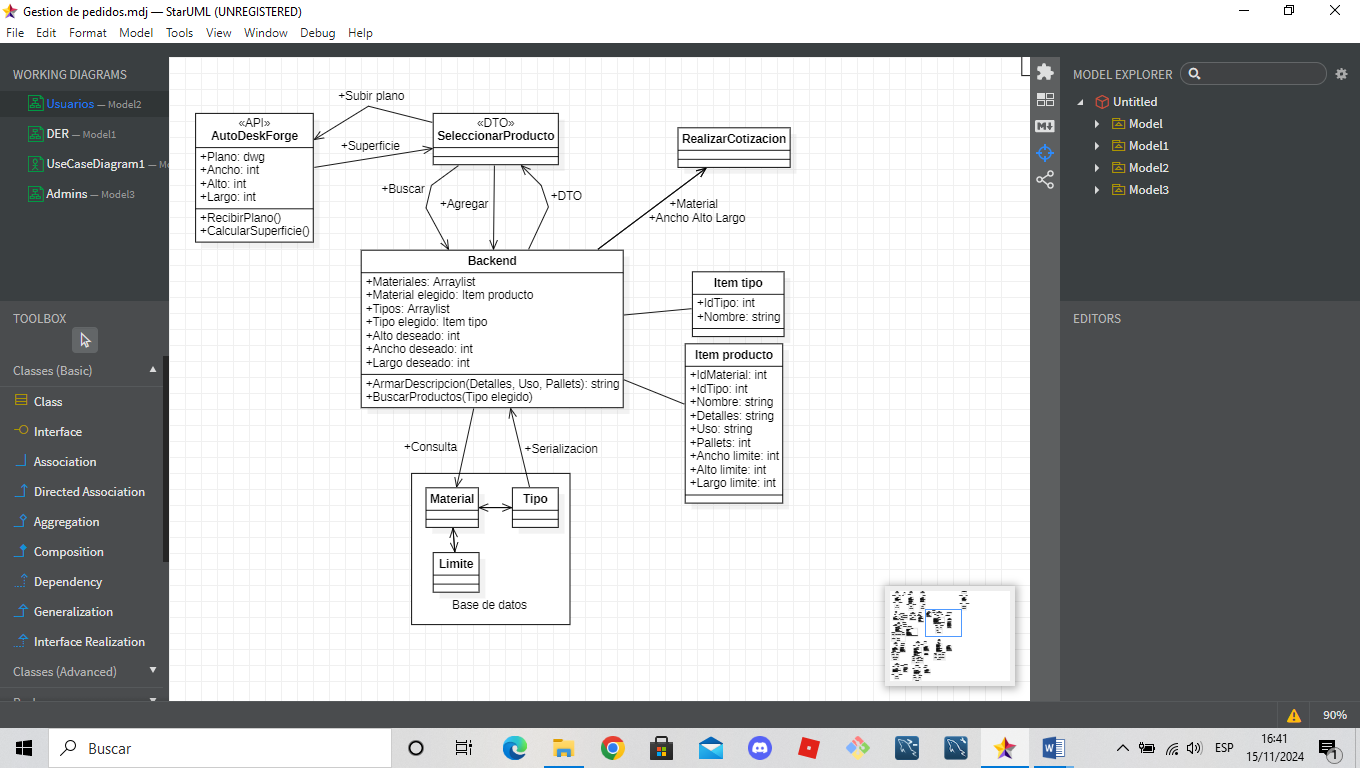 Gestion de pedidos.mdj — StarUML (UNREGISTERED)
File Edit Format Model Tools View Window Debug Help
WORKING DIAGRAMS
Usuarios — Model2
DER — Model1
UseCaseDiagram1 — Mo
Admins — Model3
TOOLBOX
Classes (Basic)
Class
Interface
Association
Directed Association
Aggregation
Composition
Dependency
Generalization
Interface Realization
Classes (Advanced)
+Subir plano
«API»
AutoDeskForge
+Plano: dwg
+Ancho: int
+Alto: int
+Largo: int
+RecibirPlano()
+CalcularSuperficie()
+Superficie
«DTO»
SeleccionarProducto
+Buscar
+Agregar
+DTO
RealizarCotizacion
+Material
+Ancho Alto Largo
Backend
+Materiales: Arraylist
+Material elegido: Item producto
+Tipos: Arraylist
+Tipo elegido: Item tipo
+Alto deseado: int
+Ancho deseado: int
+Largo deseado: int
+ArmarDescripcion(Detalles, Uso, Pallets): string
+BuscarProductos(Tipo elegido)
Item tipo
+IdTipo: int
+Nombre: string
Item producto
+IdMaterial: int
+IdTipo: int
+Nombre: string
+Detalles: string
+Uso: string
+Pallets: int
+Ancho limite: int
+Alto limite: int
+Largo limite: int
+Consulta
+Serializacion
Material
Tipo
Limite
Base de datos
MODEL EXPLORER
Untitled
Model
Model1
Model2
Model3
EDITORS
90%
Buscar
ESP
16:41
15/11/2024
1